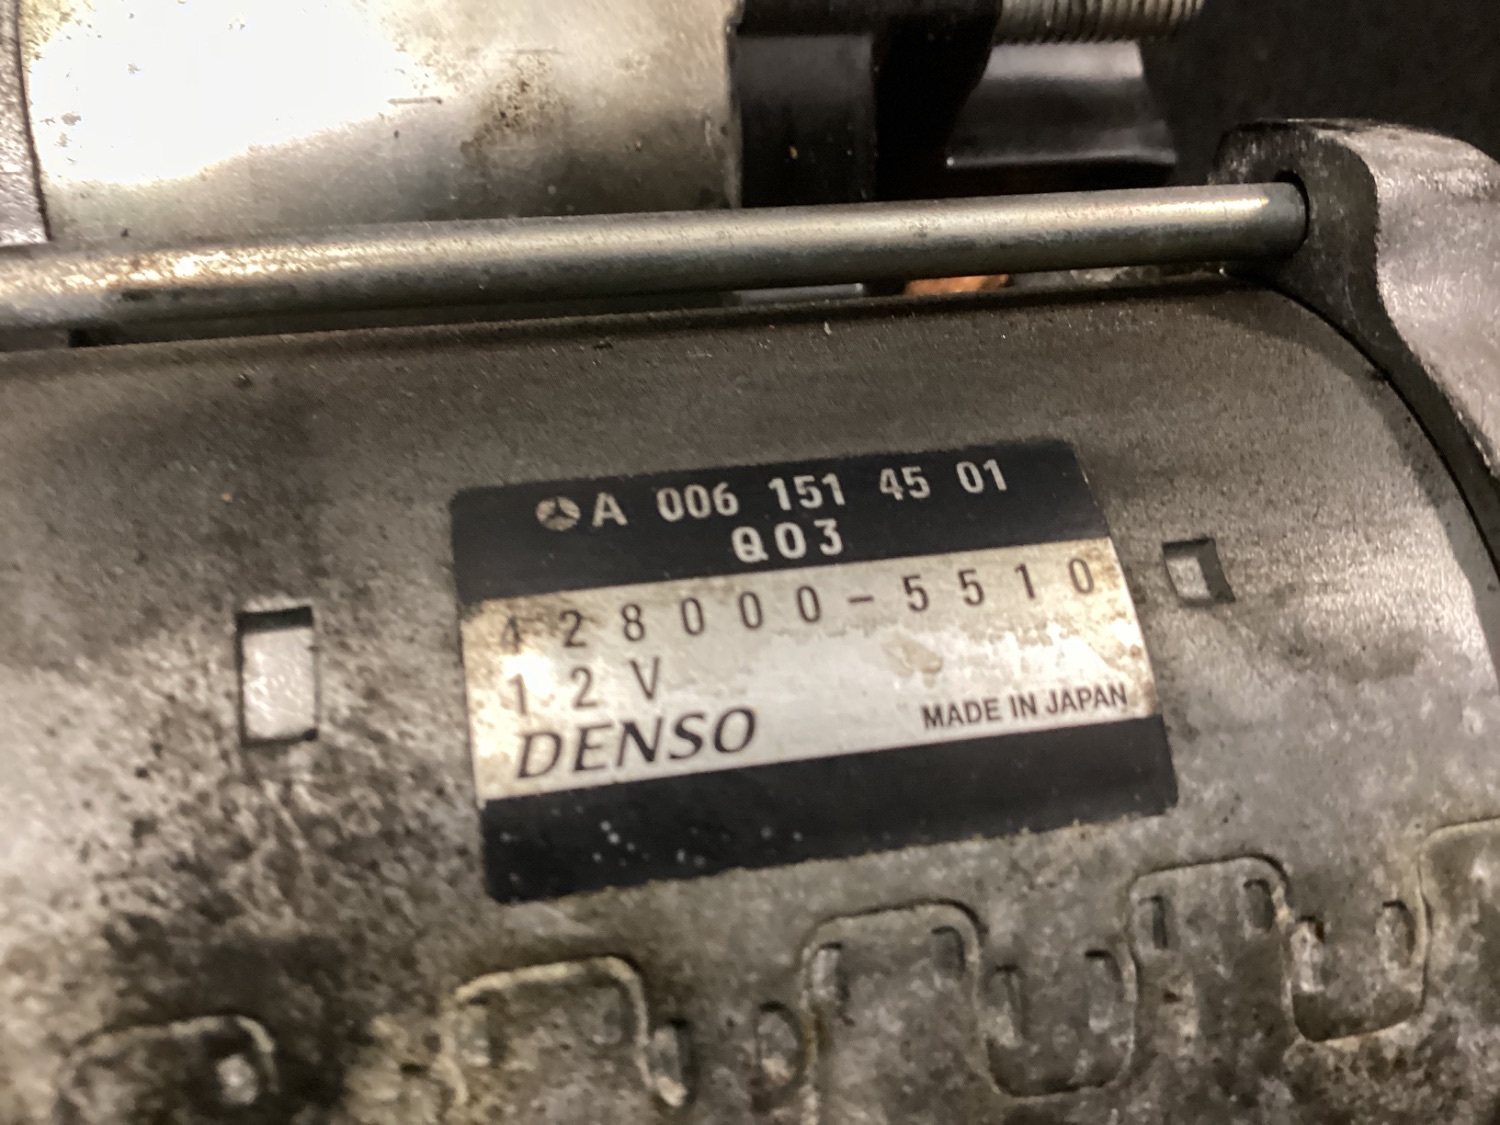 A 006 151 45 01
Q03
428000-5510
12V
DENSO MADE IN JAPAN